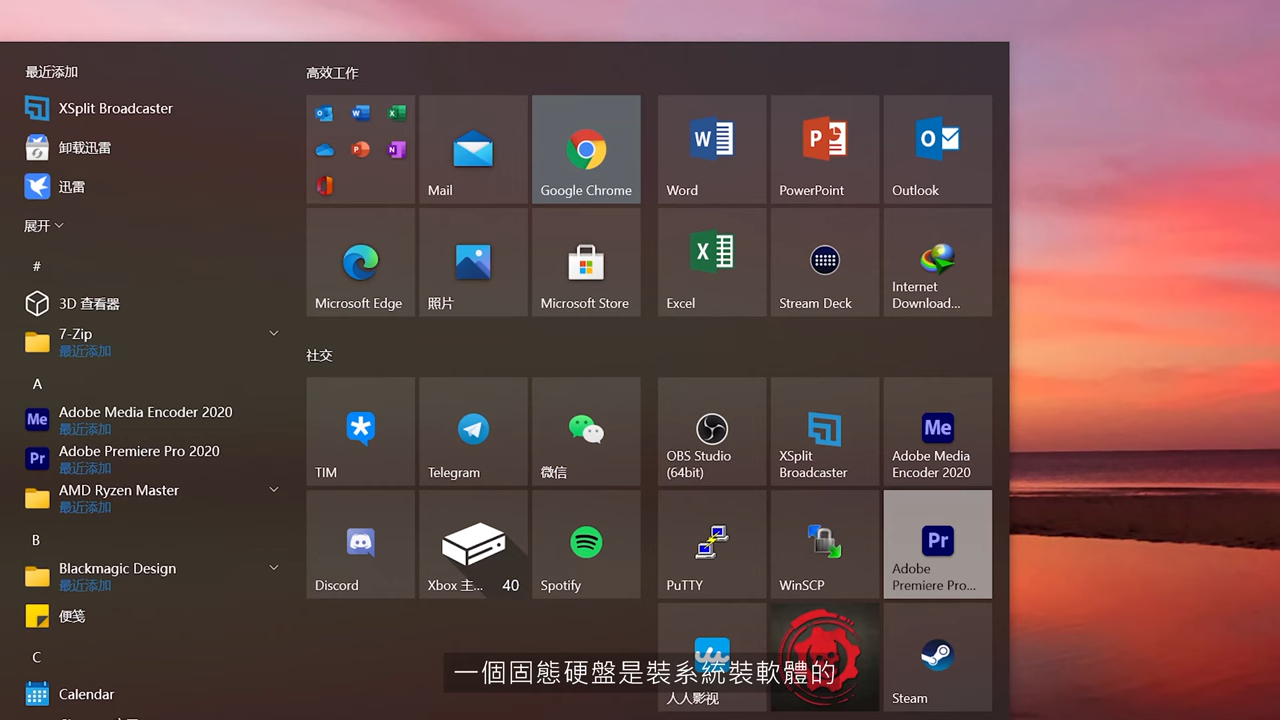 最近添加
XSplit Broadcaster
卸载迅雷
迅雷
展开
#
3D 查看器
7-Zip
最近添加
A
Me
Adobe Media Encoder 2020
最近添加
Pr
Adobe Premiere Pro 2020
最近添加
AMD Ryzen Master
最近添加
B
Blackmagic Design
最近添加
便笺
C
Calendar
高效工作
Mail
Google Chrome
Word
PowerPoint
Outlook
Microsoft Edge
照片
Microsoft Store
Excel
Stream Deck
Internet
Download...
社交
TIM
Telegram
微信
OBS Studio
(64bit)
XSplit
Broadcaster
Me
Adobe Media
Encoder 2020
Discord
Xbox 主...
40
Spotify
PuTTY
WinSCP
Pr
Adobe
Premiere Pro...
人人影视
Steam
一個固態硬盤是裝系統裝軟體的